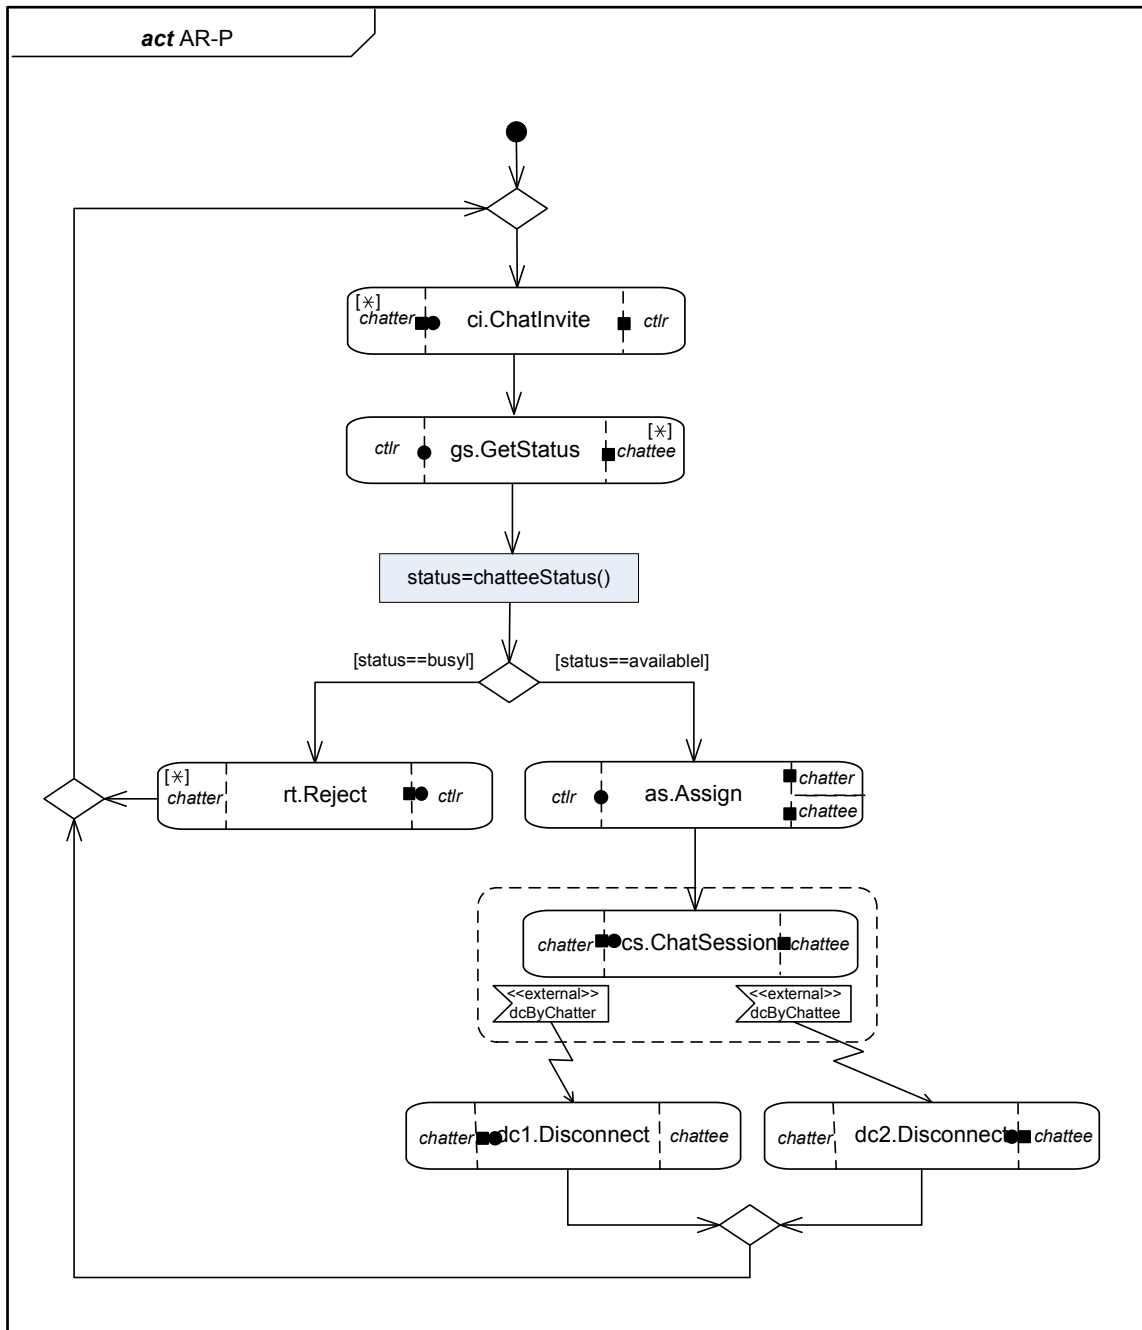 act AR-P
[*]
chatter ci.ChatInvite ctlr
[*]
ctlr gs.GetStatus chattee
status=chatteeStatus()
[status==busyl] [status==availablel]
[*]
chatter rt.Reject ctlr
chatter
ctlr as.Assign
chattee
chatter cs.ChatSession chattee
<<external>> <<external>>
dcByChatter dcByChattee
chatter dc1.Disconnect chattee
chatter dc2.Disconnect chattee